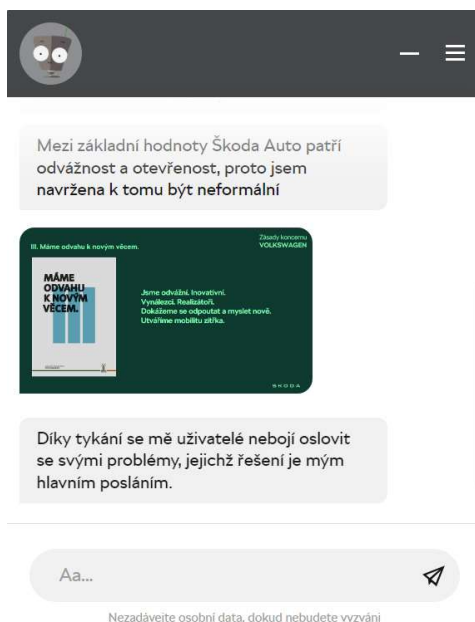 Mezi základní hodnoty Škoda Auto patří
odvážnost a otevřenost, proto jsem
navržena k tomu být neformální
III. Máme odvahu k novým věcem.
Zásady koncernu
VOLKSWAGEN
MÁME
ODVAHU
K NOVÝM
VĚCEM.
Jsme odvážní. Inovativní.
Vynálezci. Realizátoři.
Dokážeme se odpoutat a myslet nově.
Utváříme mobilitu zítřka.
SKODA
Díky tykání se mě uživatelé nebojí oslovit
se svými problémy, jejichž řešení je mým
hlavním posláním.
Aa...
Nezadávejte osobní data, dokud nebudete vyzváni